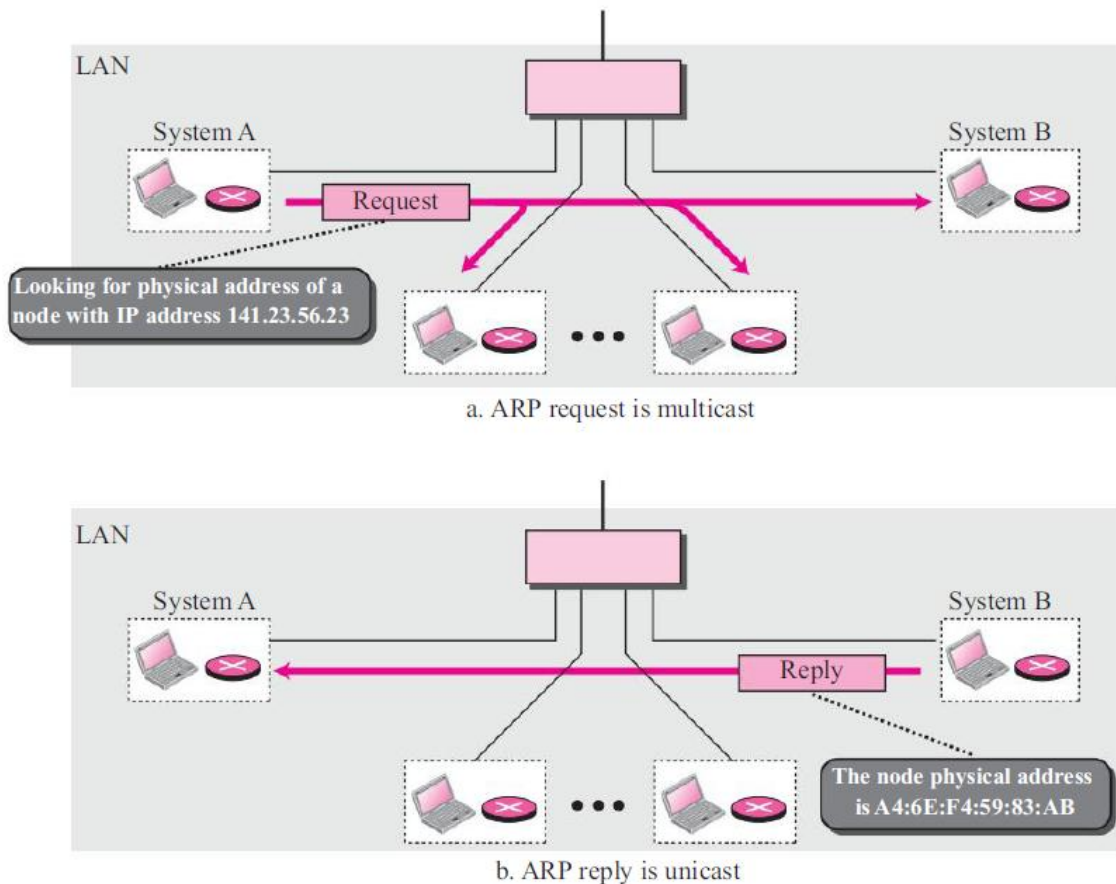 LAN
System A
System B
Request
Looking for physical address of a
node with IP address 141.23.56.23
a. ARP request is multicast
LAN
System A
System B
Reply
The node physical address
is A4:6E:F4:59:83:AB
b. ARP reply is unicast